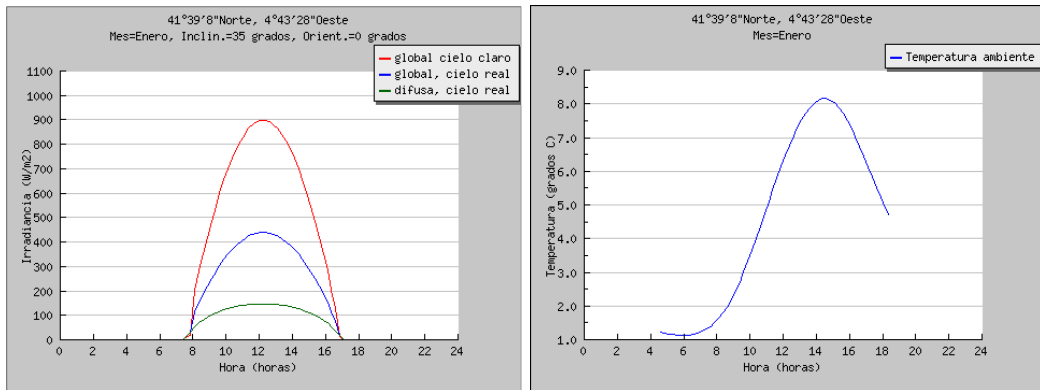 41°39'8"Norte, 4°43'28"Oeste
Mes=Enero, Inclin.=35 grados, Orient.=0 grados
global cielo claro
global, cielo real
difusa, cielo real
Irradiancia (W/m2)
1100
1000
900
800
700
600
500
400
300
200
100
0
0 2 4 6 8 10 12 14 16 18 20 22 24
Hora (horas)
41°39'8"Norte, 4°43'28"Oeste
Mes=Enero
Temperatura ambiente
Temperatura (grados C)
9.0
8.0
7.0
6.0
5.0
4.0
3.0
2.0
1.0
0 2 4 6 8 10 12 14 16 18 20 22 24
Hora (horas)